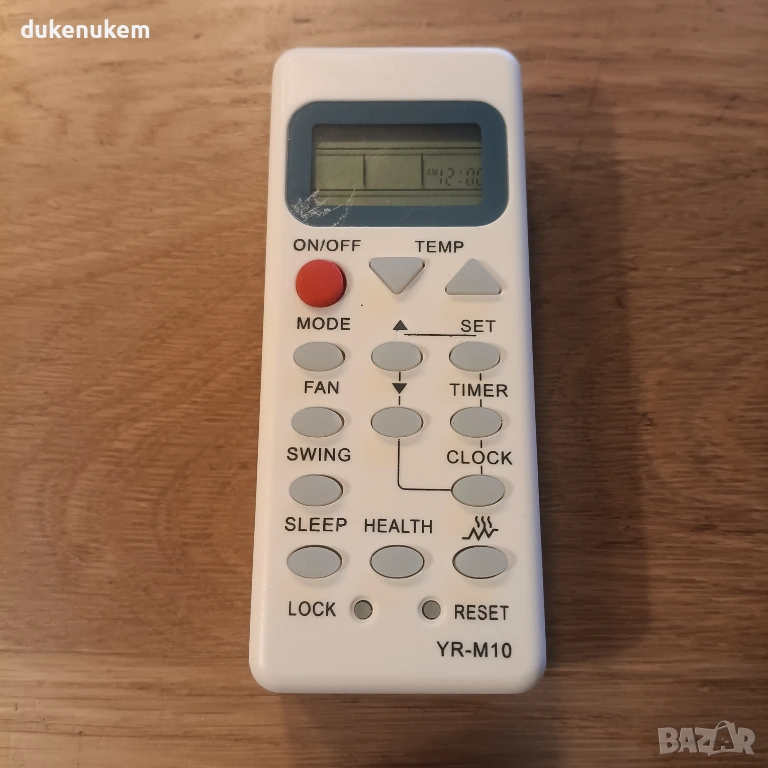 dukenukem
AM 12:00
ON/OFF TEMP
MODE SET
FAN TIMER
SWING CLOCK
SLEEP HEALTH
LOCK RESET
YR-M10
BAZAR